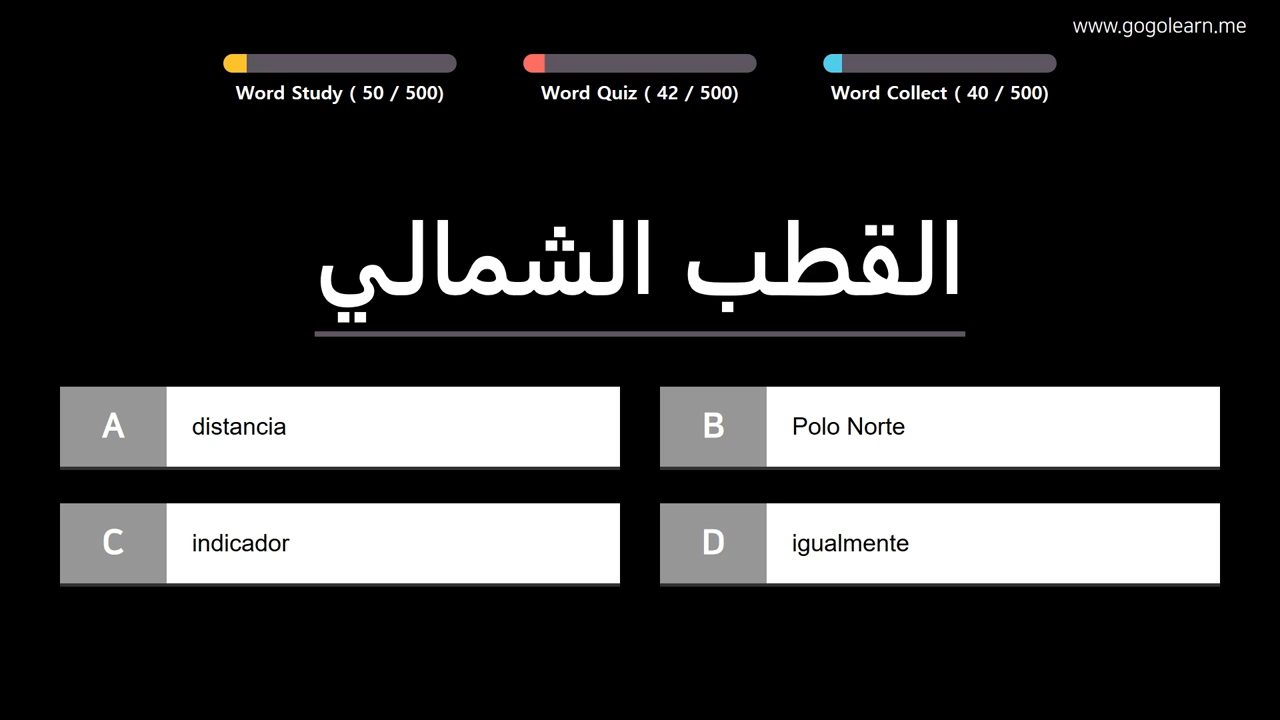 www.gogolearn.me
Word Study ( 50 / 500)
Word Quiz ( 42 / 500)
Word Collect ( 40 / 500)
القطب الشمالي
A
distancia
B
Polo Norte
C
indicador
D
igualmente